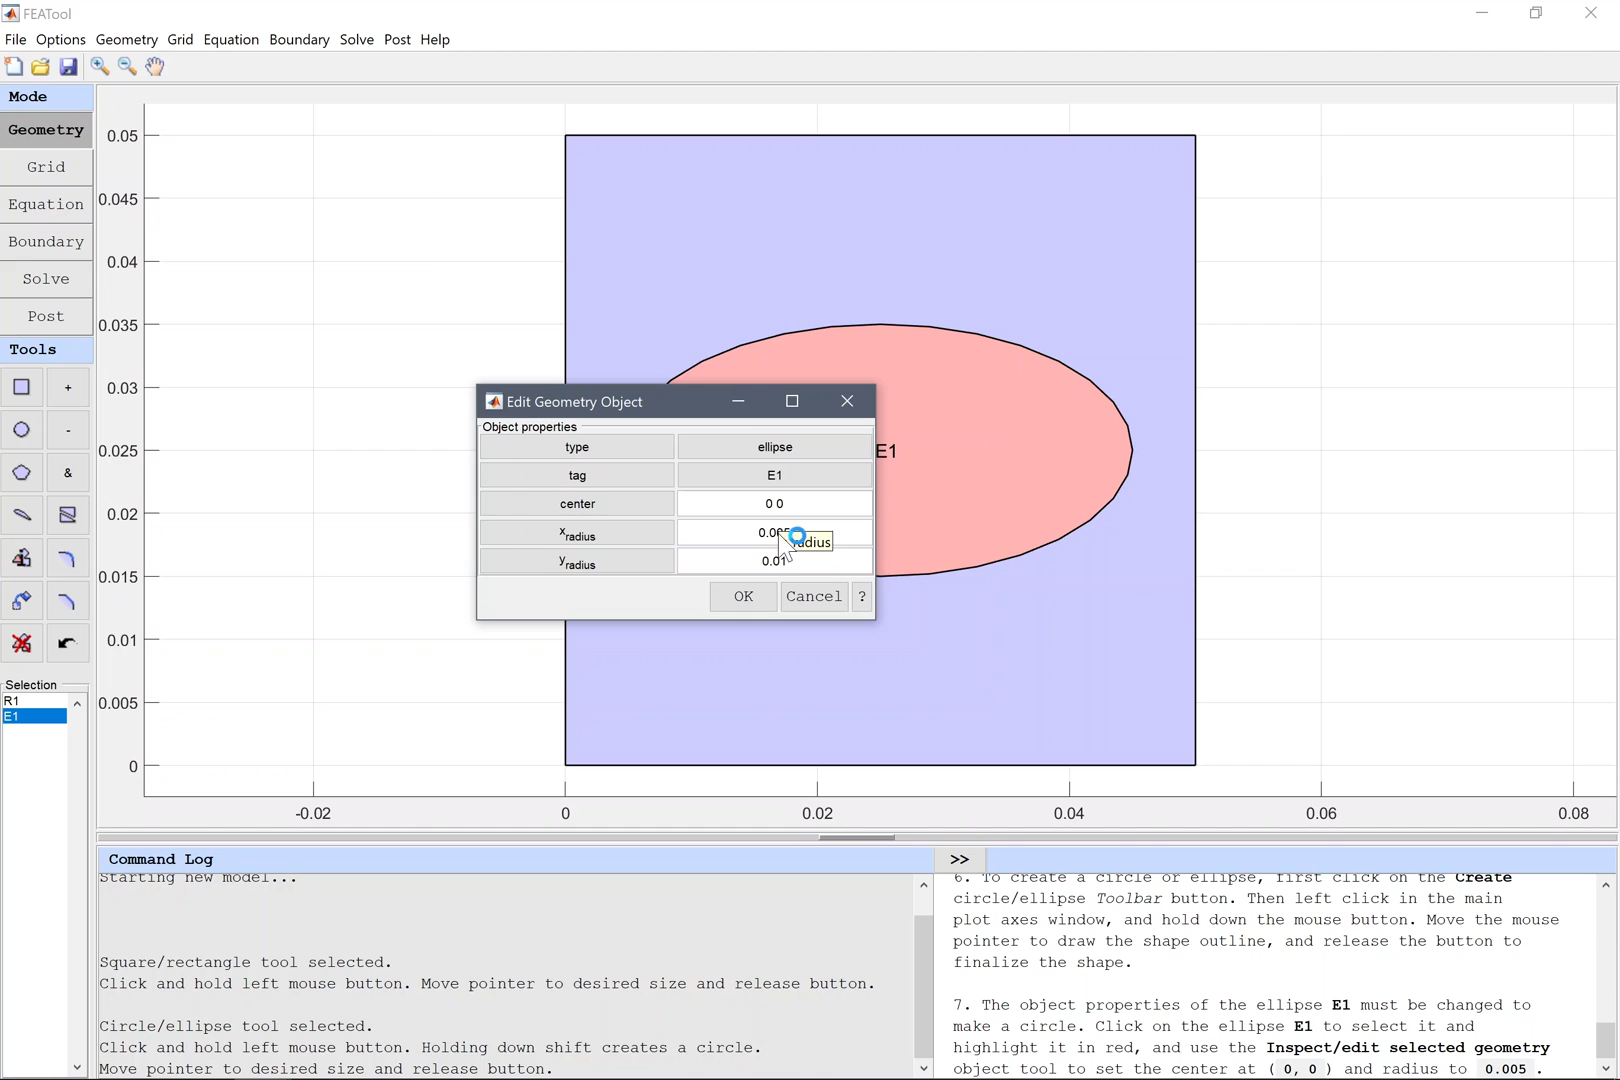 FEATool
File Options Geometry Grid Equation Boundary Solve Post Help
Mode
Geometry
Grid
Equation
Boundary
Solve
Post
Tools
+
-
&
Selection
R1
E1
0.05
0.045
0.04
0.035
0.03
0.025
0.02
0.015
0.01
0.005
0
-0.02 0 0.02 0.04 0.06 0.08
E1
Edit Geometry Object
Object properties
type ellipse
tag E1
center 0 0
xradius
yradius 0.01
OK Cancel ?
Command Log
Starting new model...
Square/rectangle tool selected.
Click and hold left mouse button. Move pointer to desired size and release button.
Circle/ellipse tool selected.
Click and hold left mouse button. Holding down shift creates a circle.
Move pointer to desired size and release button.
>>
6. To create a circle or ellipse, first click on the Create
circle/ellipse Toolbar button. Then left click in the main
plot axes window, and hold down the mouse button. Move the mouse
pointer to draw the shape outline, and release the button to
finalize the shape.
7. The object properties of the ellipse E1 must be changed to
make a circle. Click on the ellipse E1 to select it and
highlight it in red, and use the Inspect/edit selected geometry
object tool to set the center at ( 0, 0 ) and radius to 0.005 .